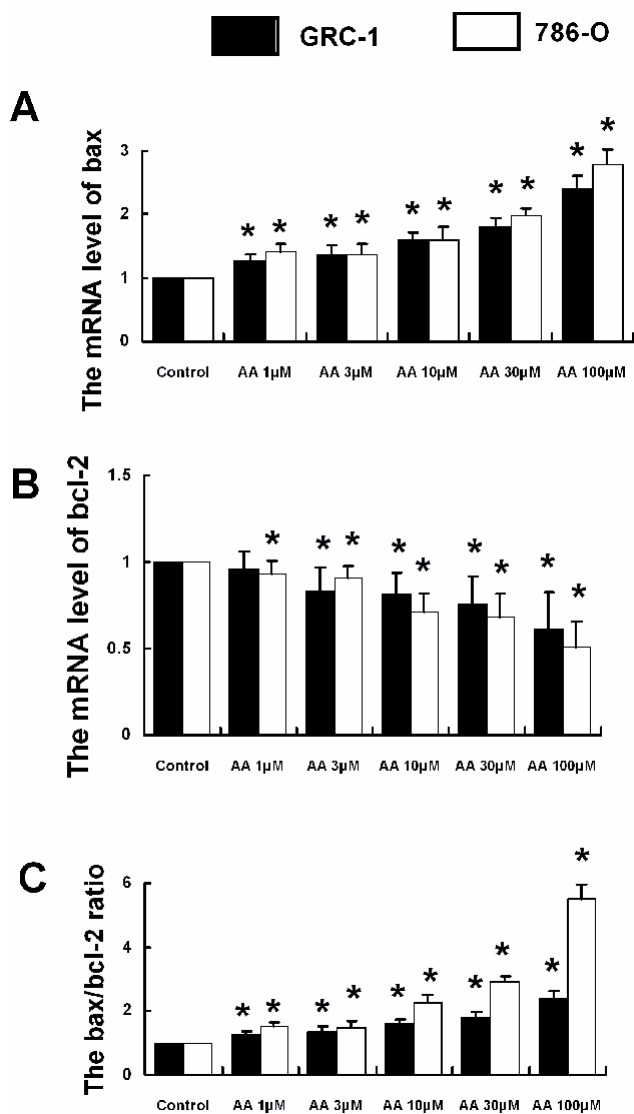 GRC-1 786-O
A
The mRNA level of bax
3
2
1
0
* * * * * * * * * *
Control AA 1µM AA 3µM AA 10µM AA 30µM AA 100µM
B
The mRNA level of bcl-2
1.5
1
0.5
0
* * * * * * * * *
Control AA 1µM AA 3µM AA 10µM AA 30µM AA 100µM
C
The bax/bcl-2 ratio
6
4
2
0
* * * * * * * * * *
Control AA 1µM AA 3µM AA 10µM AA 30µM AA 100µM